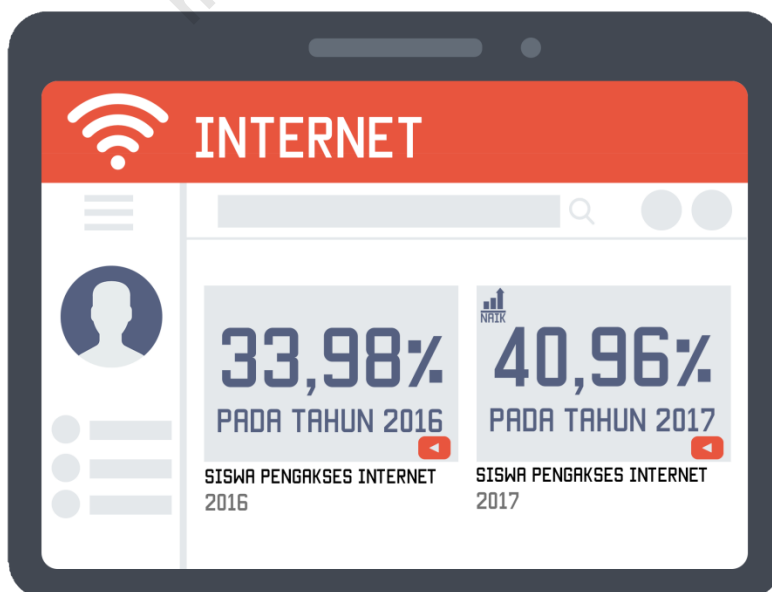 INTERNET
33,98%
PADA TAHUN 2016
SISWA PENGAKSES INTERNET
2016
NAIK
40,96%
PADA TAHUN 2017
SISWA PENGAKSES INTERNET
2017